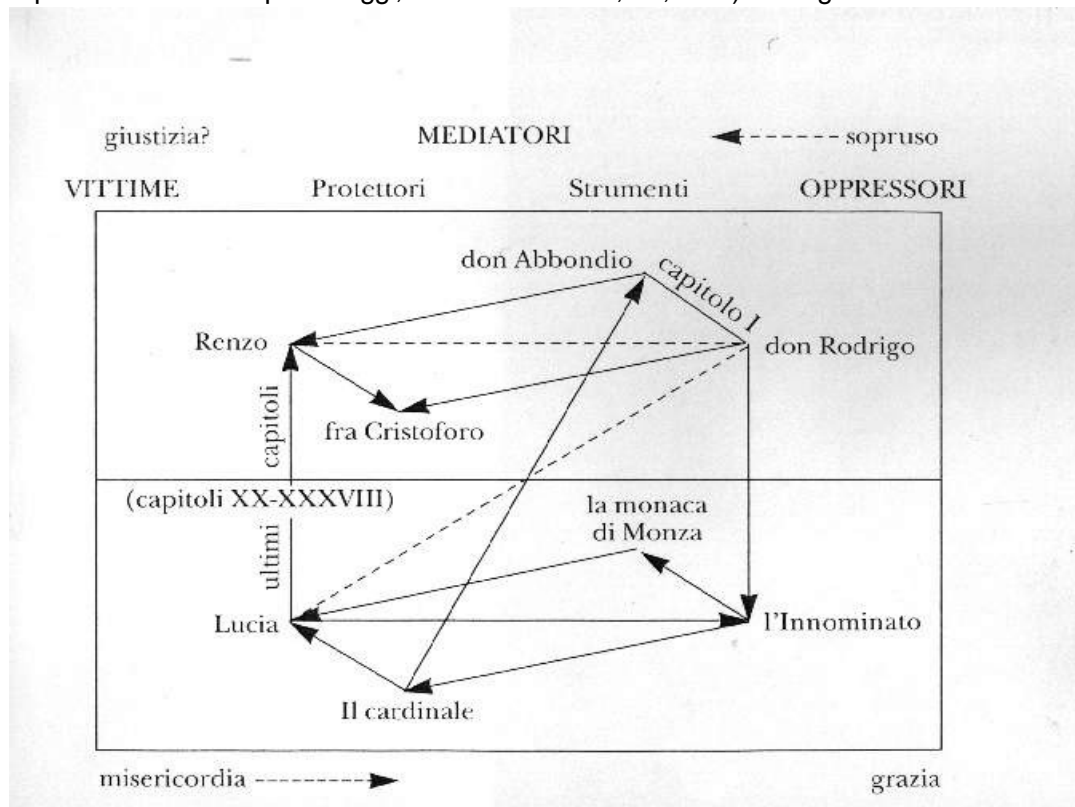 giustizia? MEDIATORI sopruso
VITTIME Protettori Strumenti OPPRESSORI
don Abbondio
capitolo I
Renzo
don Rodrigo
fra Cristoforo
capitoli
(capitoli XX-XXXVIII)
la monaca
di Monza
ultimi
Lucia
l'Innominato
Il cardinale
misericordia grazia